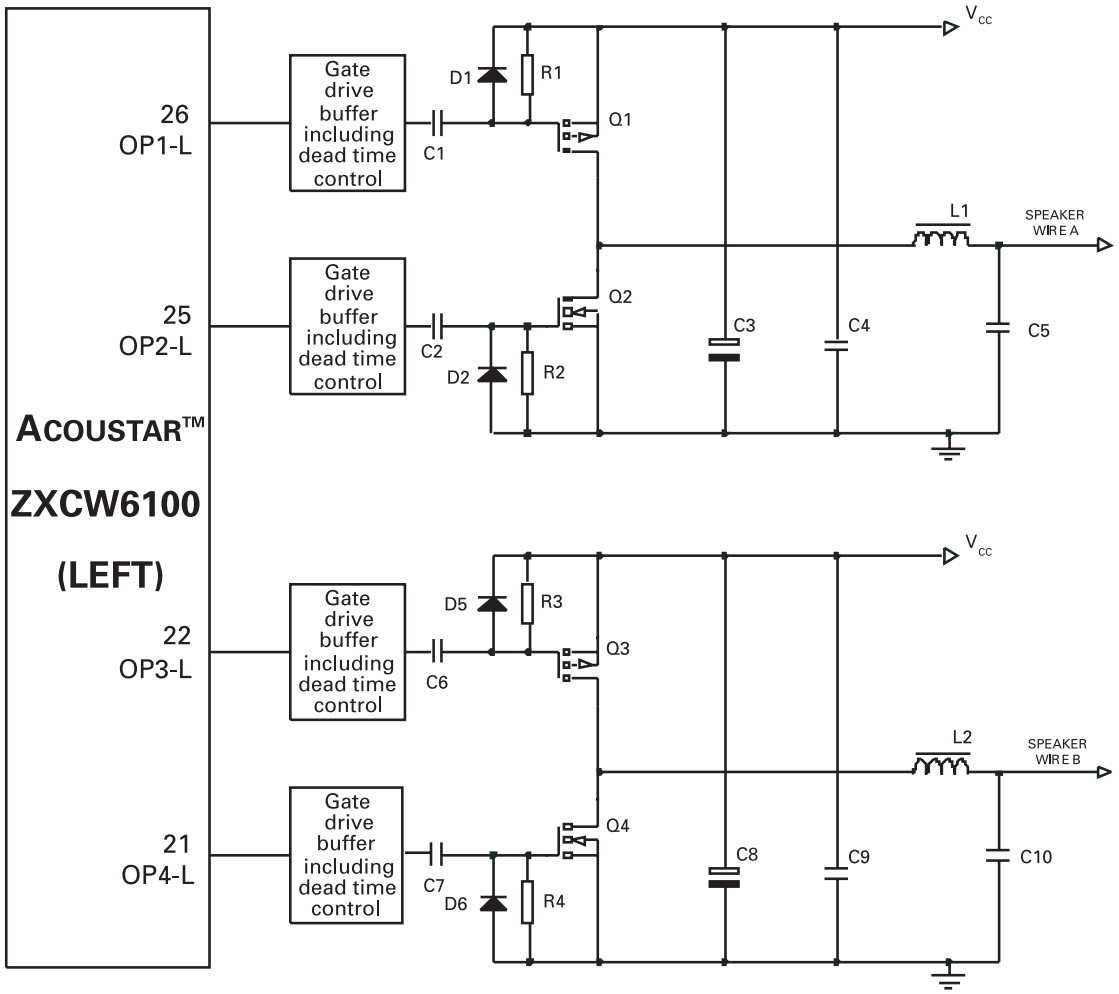 V CC
Gate
drive
buffer
including
dead time
control
D1
R1
26
OP1-L
C1
Q1
L1
SPEAKER
WIRE A
Gate
drive
buffer
including
dead time
control
25
OP2-L
C2
Q2
C3
C4
C5
D2
R2
ACOUSTAR™
ZXCW6100
(LEFT)
V CC
Gate
drive
buffer
including
dead time
control
D5
R3
22
OP3-L
C6
Q3
L2
SPEAKER
WIRE B
Gate
drive
buffer
including
dead time
control
21
OP4-L
C7
Q4
C8
C9
C10
D6
R4